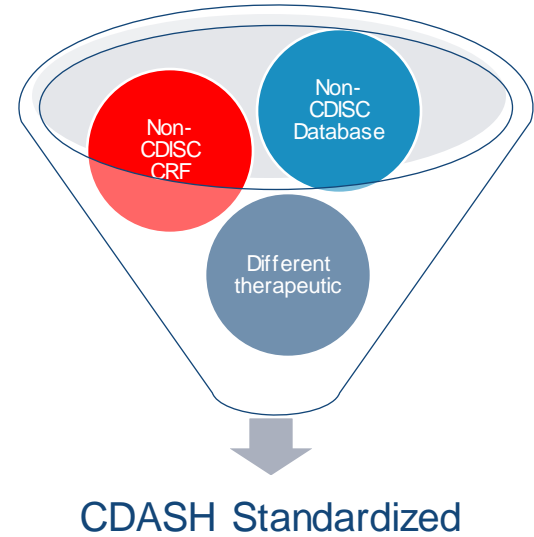 Non-
CDISC
CRF
Non-
CDISC
Database
Different
therapeutic
CDASH Standardized